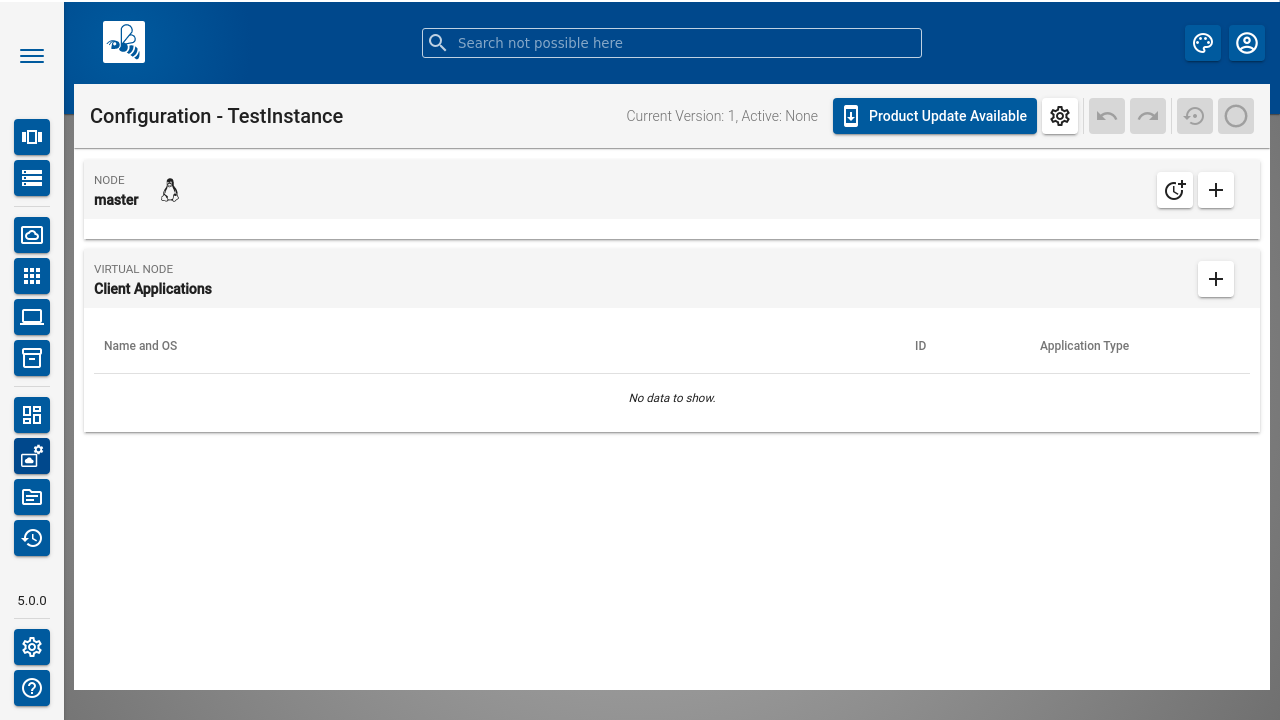 Search not possible here
Configuration - TestInstance
Current Version: 1, Active: None
Product Update Available
NODE
master
VIRTUAL NODE
Client Applications
Name and OS ID Application Type
No data to show.
5.0.0